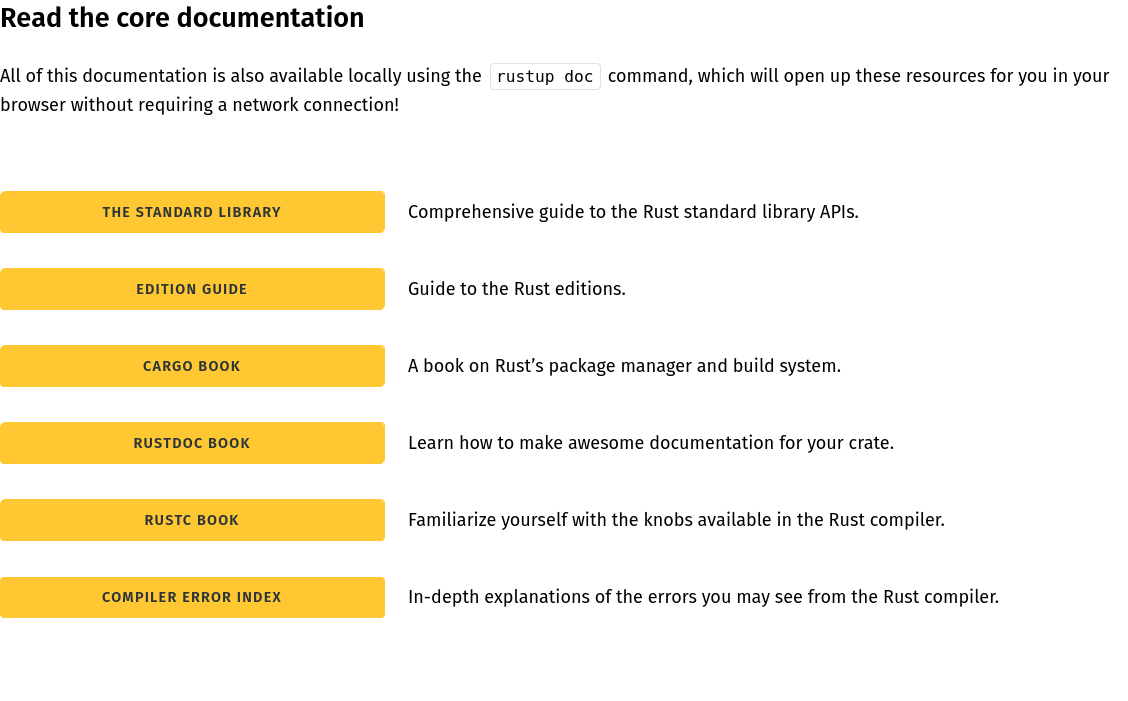 Read the core documentation
All of this documentation is also available locally using the rustup doc command, which will open up these resources for you in your
browser without requiring a network connection!
THE STANDARD LIBRARY Comprehensive guide to the Rust standard library APIs.
EDITION GUIDE Guide to the Rust editions.
CARGO BOOK A book on Rust’s package manager and build system.
RUSTDOC BOOK Learn how to make awesome documentation for your crate.
RUSTC BOOK Familiarize yourself with the knobs available in the Rust compiler.
COMPILER ERROR INDEX In-depth explanations of the errors you may see from the Rust compiler.